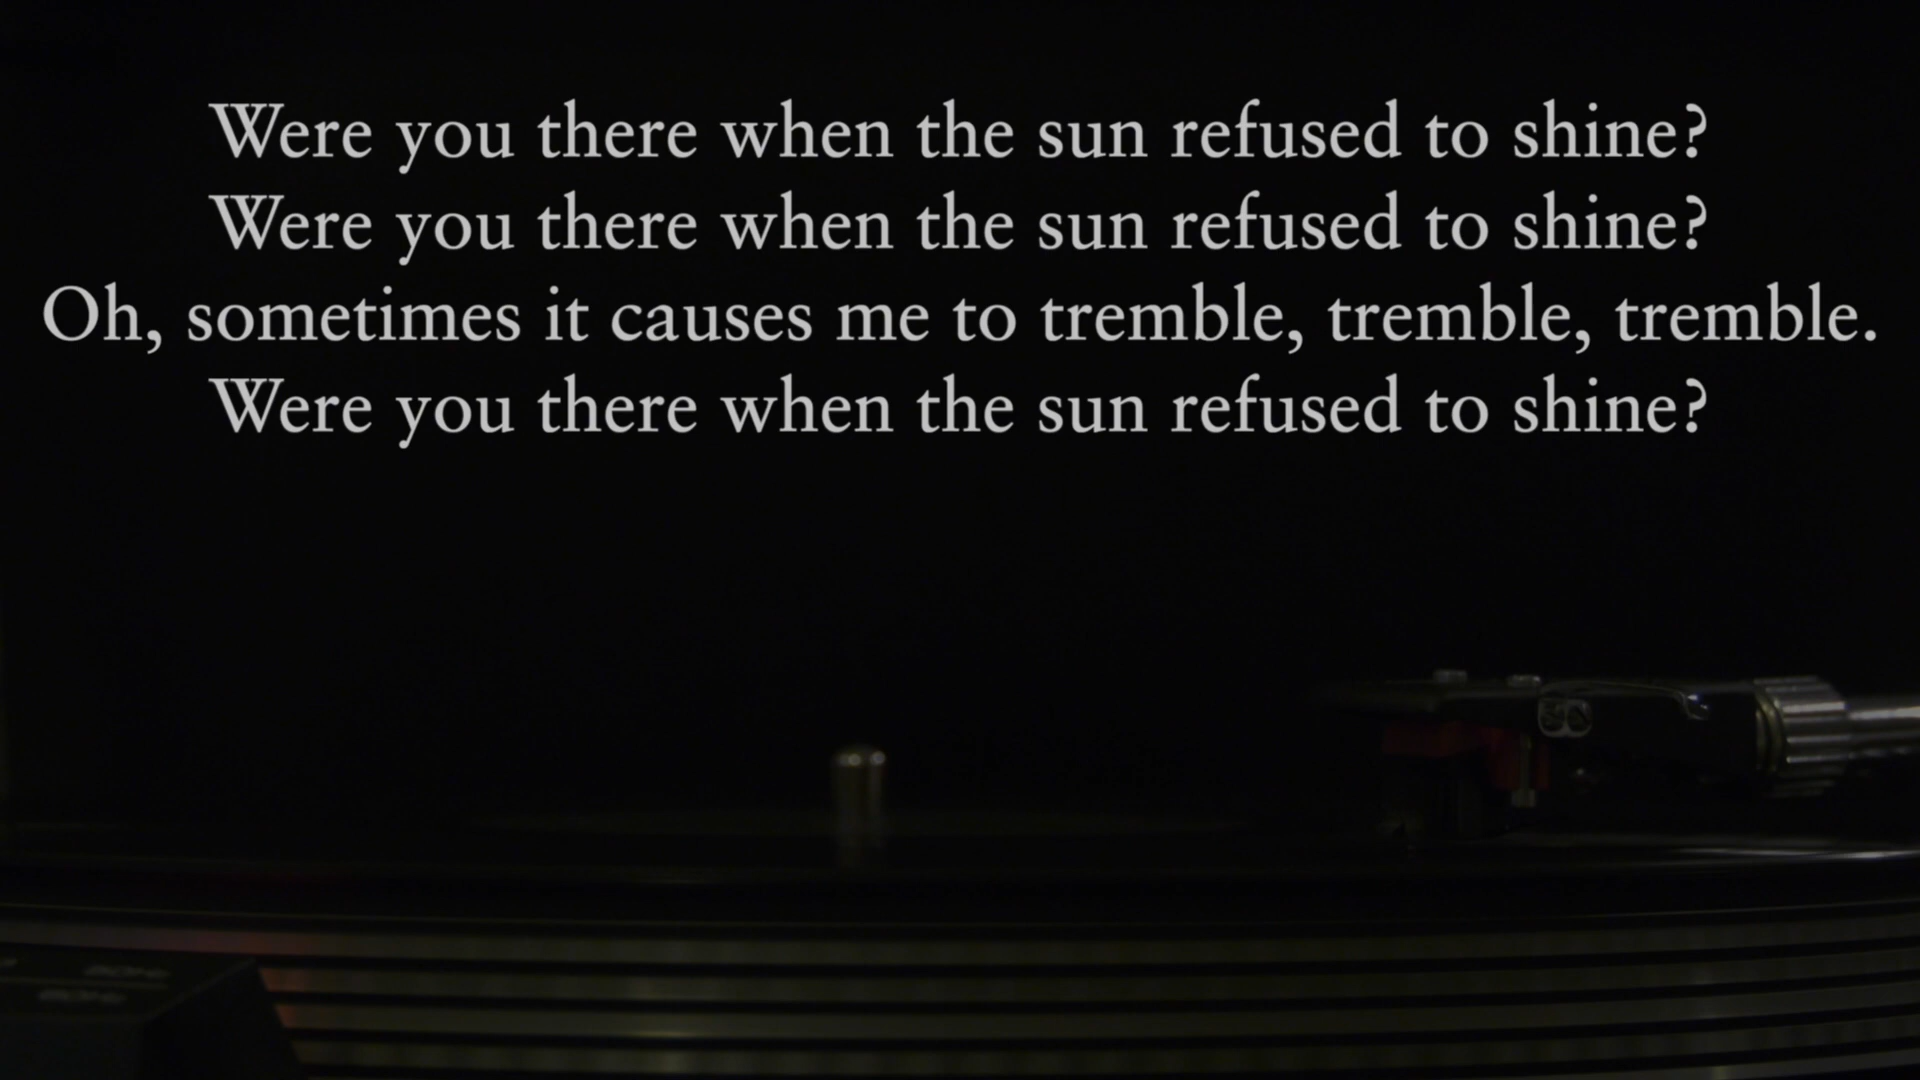 Were you there when the sun refused to shine?
Were you there when the sun refused to shine?
Oh, sometimes it causes me to tremble, tremble, tremble.
Were you there when the sun refused to shine?